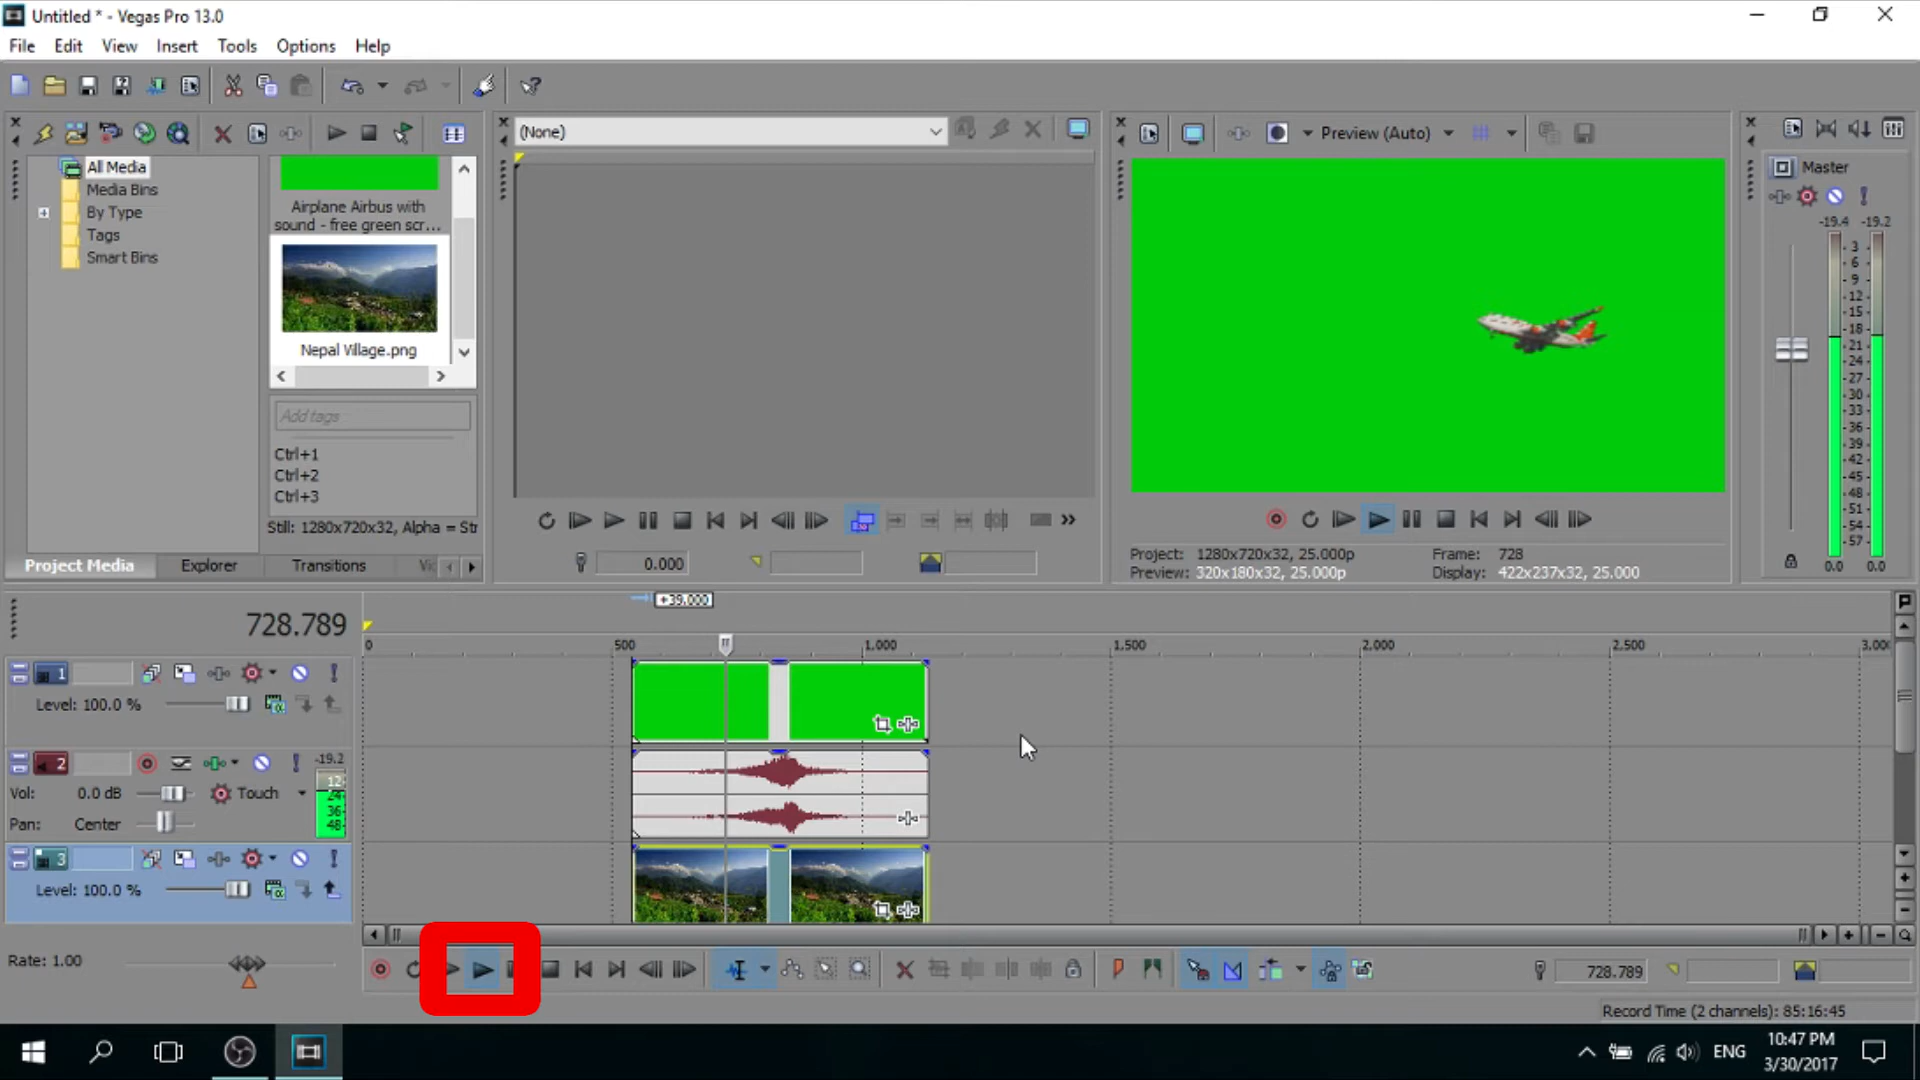 Untitled * - Vegas Pro 13.0
File Edit View Insert Tools Options Help
(None)
Preview (Auto)
All Media
Media Bins
By Type
Tags
Smart Bins
Airplane Airbus with
sound - free green scr...
Nepal Village.png
Add tags
Ctrl+1
Ctrl+2
Ctrl+3
Still: 1280x720x32, Alpha = Str
Project Media Explorer Transitions
0.000
Project: 1280x720x32, 25.000p Frame: 728
Preview: 320x180x32, 25.000p Display: 422x237x32, 25.000
Master
-19.4 -19.2
3
6
9
-12
-15
-18
-21
-24
-27
-30
-33
-36
-39
-42
-45
-48
-51
-54
-57
0.0 0.0
728.789
+39.000
0 500 1,000 1,500 2,000 2,500 3,000
1
Level: 100.0 %
2
-19.2
Vol: 0.0 dB Touch
Pan: Center
12
24
36
48
3
Level: 100.0 %
Rate: 1.00
728.789
Record Time (2 channels): 85:16:45
ENG
10:47 PM
3/30/2017